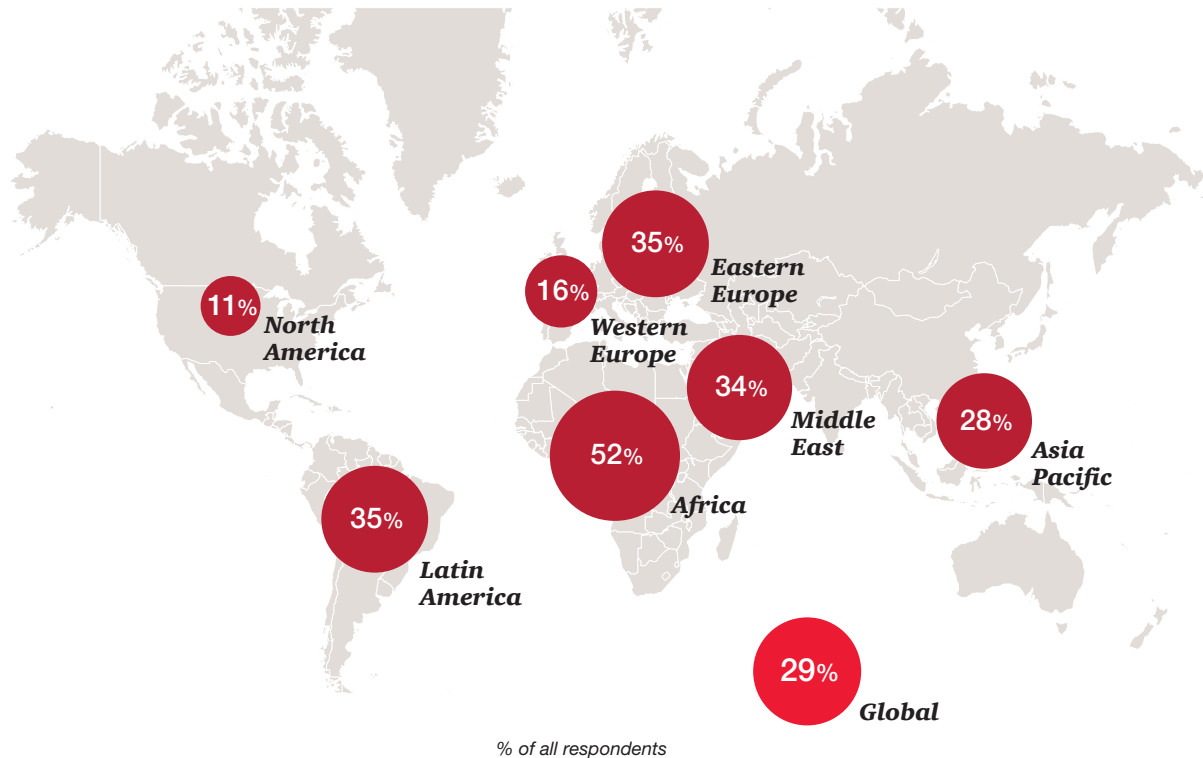 35%
Eastern
Europe
16%
Western
Europe
11%
North
America
34%
Middle
East
28%
Asia
Pacific
52%
Africa
35%
Latin
America
29%
Global
% of all respondents